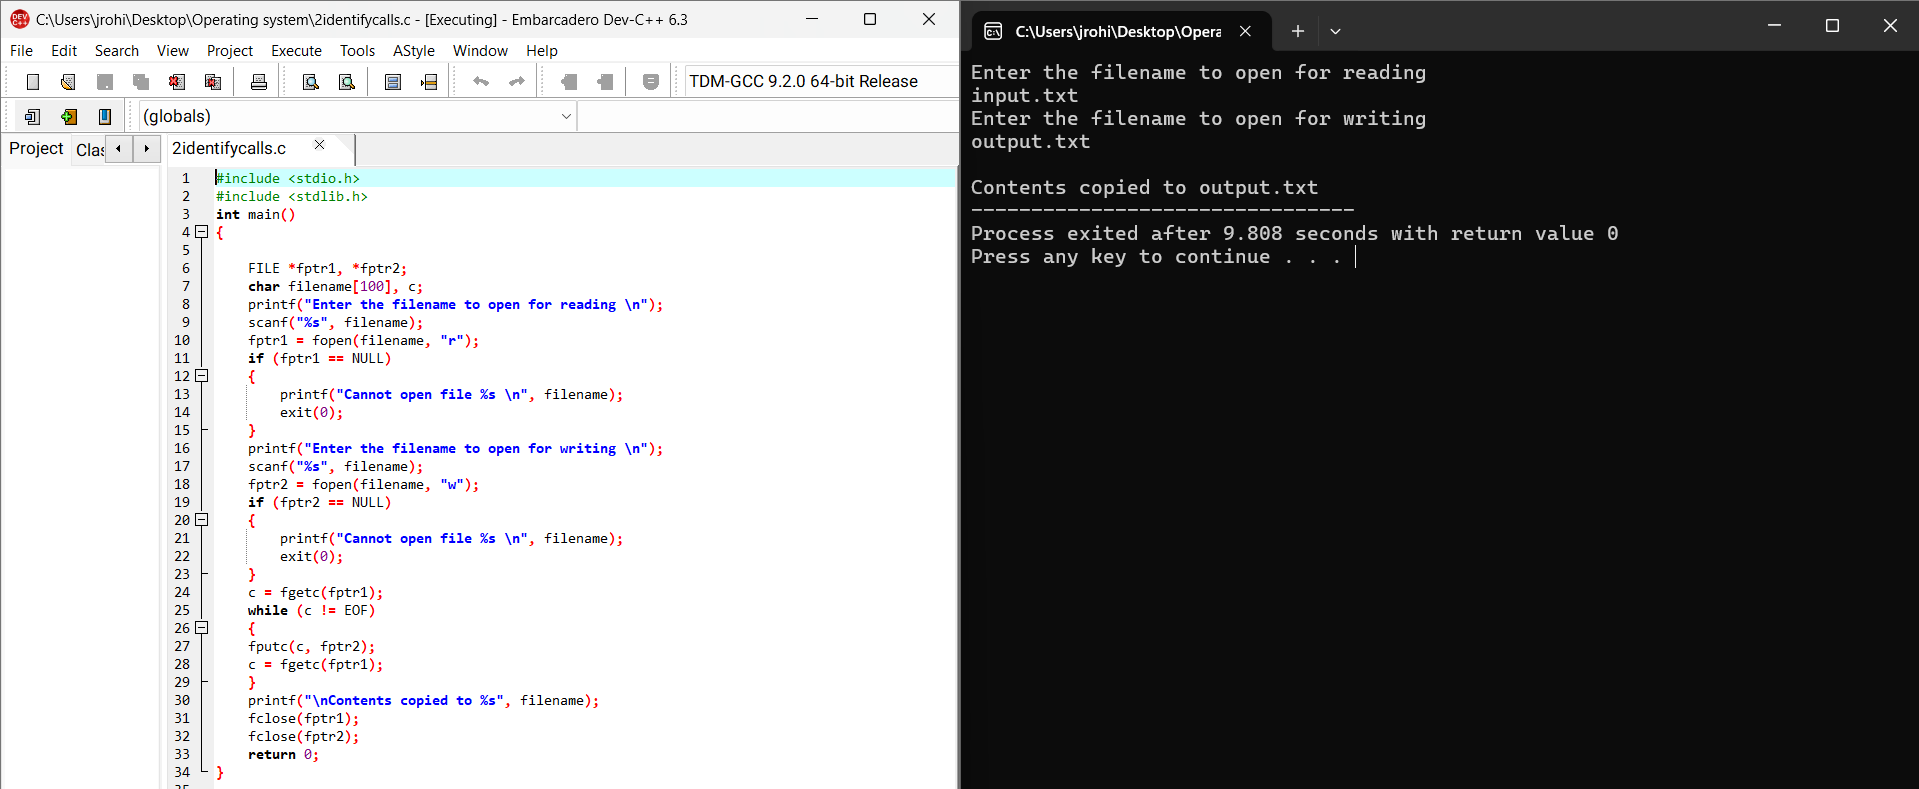 C:\Users\jrohi\Desktop\Operating system\2identifycalls.c - [Executing] - Embarcadero Dev-C++ 6.3
File Edit Search View Project Execute Tools AStyle Window Help
TDM-GCC 9.2.0 64-bit Release
(globals)
Project Clas 2identifycalls.c
1 #include <stdio.h>
2 #include <stdlib.h>
3 int main()
4 {
5
6 FILE *fptr1, *fptr2;
7 char filename[100], c;
8 printf("Enter the filename to open for reading \n");
9 scanf("%s", filename);
10 fptr1 = fopen(filename, "r");
11 if (fptr1 == NULL)
12 {
13 printf("Cannot open file %s \n", filename);
14 exit(0);
15 }
16 printf("Enter the filename to open for writing \n");
17 scanf("%s", filename);
18 fptr2 = fopen(filename, "w");
19 if (fptr2 == NULL)
20 {
21 printf("Cannot open file %s \n", filename);
22 exit(0);
23 }
24 c = fgetc(fptr1);
25 while (c != EOF)
26 {
27 fputc(c, fptr2);
28 c = fgetc(fptr1);
29 }
30 printf("\nContents copied to %s", filename);
31 fclose(fptr1);
32 fclose(fptr2);
33 return 0;
34 }
35
C:\Users\jrohi\Desktop\Opera
Enter the filename to open for reading
input.txt
Enter the filename to open for writing
output.txt
Contents copied to output.txt
--------------------------------
Process exited after 9.808 seconds with return value 0
Press any key to continue . . .